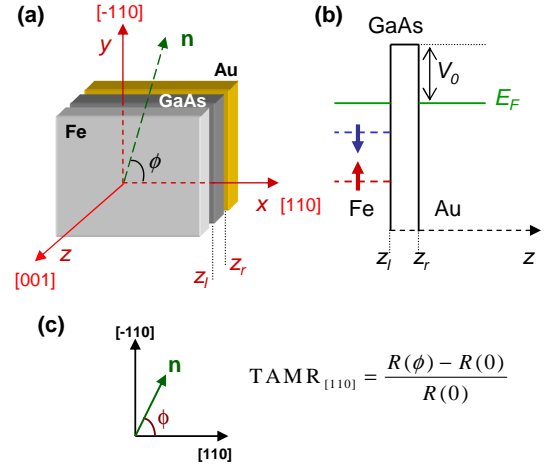 (a)
[-110]
y
n
Au
GaAs
Fe
ϕ
x [110]
z
[001]
z_l z_r
(b)
GaAs
V_0
E_F
Fe Au
z_l z_r z
(c)
[-110]
n
ϕ
[110]
TAMR_[110] = R(ϕ) − R(0) / R(0)